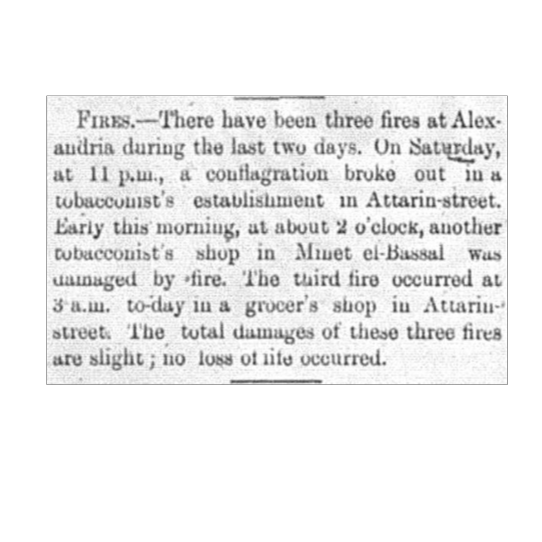 FIRES.—There have been three fires at Alex-
andria during the last two days. On Saturday,
at 11 p.m., a conflagration broke out in a
tobacconist's establishment in Attarin-street.
Early this morning, at about 2 o'clock, another
tobacconist's shop in Minet el-Bassal was
damaged by fire. The third fire occurred at
3 a.m. to-day in a grocer's shop in Attarin-
street. The total damages of these three fires
are slight; no loss of life occurred.